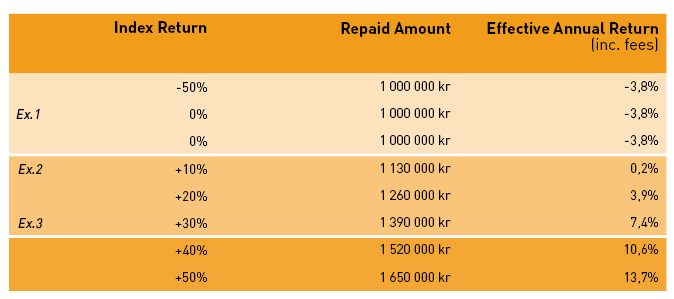 Index Return Repaid Amount Effective Annual Return
(inc. fees)
-50% 1 000 000 kr -3,8%
Ex.1 0% 1 000 000 kr -3,8%
0% 1 000 000 kr -3,8%
Ex.2 +10% 1 130 000 kr 0,2%
+20% 1 260 000 kr 3,9%
Ex.3 +30% 1 390 000 kr 7,4%
+40% 1 520 000 kr 10,6%
+50% 1 650 000 kr 13,7%